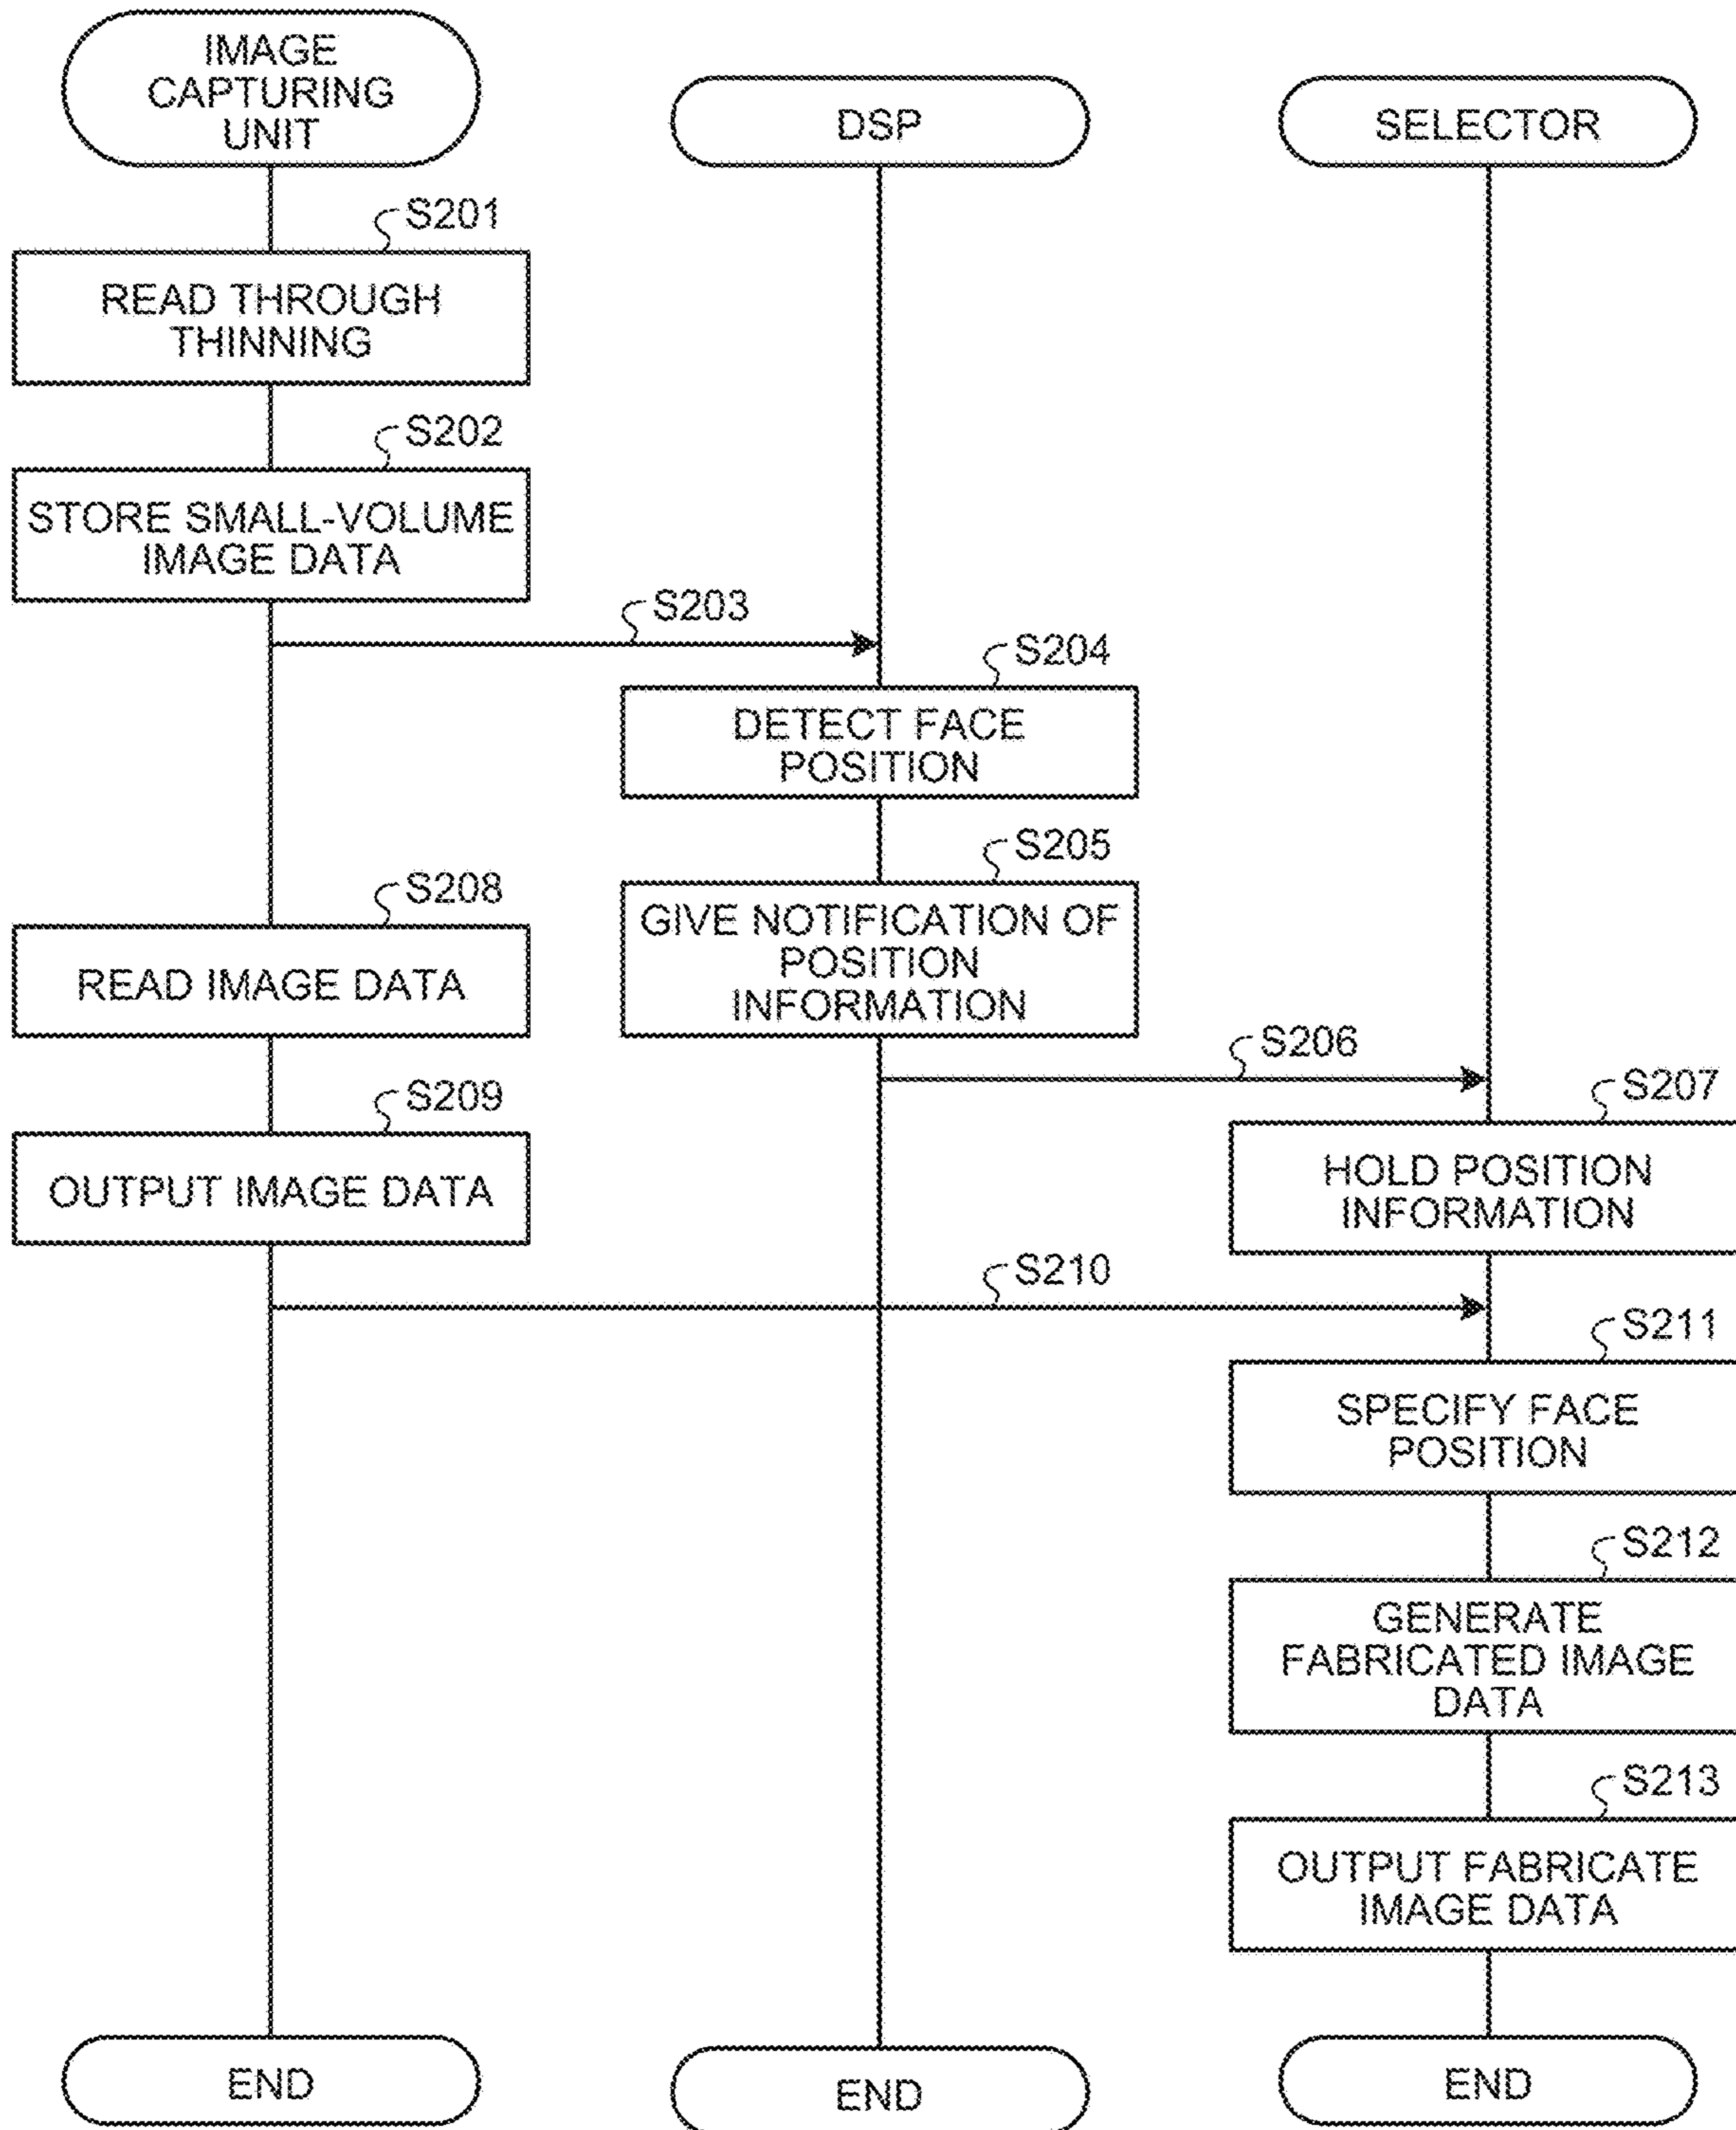 IMAGE
CAPTURING
UNIT
DSP
SELECTOR
S201
READ THROUGH
THINNING
S202
STORE SMALL-VOLUME
IMAGE DATA
S203
S204
DETECT FACE
POSITION
S205
GIVE NOTIFICATION OF
POSITION
INFORMATION
S208
READ IMAGE DATA
S206
S207
HOLD POSITION
INFORMATION
S209
OUTPUT IMAGE DATA
S210
S211
SPECIFY FACE
POSITION
S212
GENERATE
FABRICATED IMAGE
DATA
S213
OUTPUT FABRICATE
IMAGE DATA
END
END
END